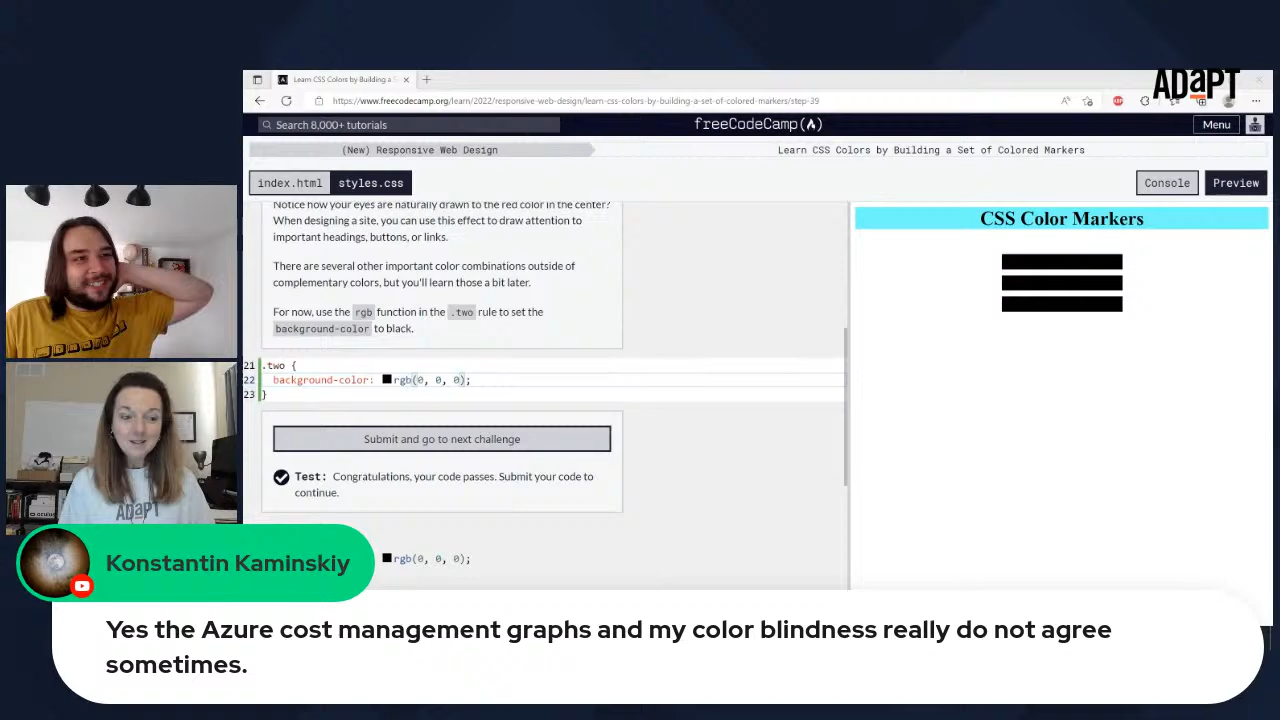 Learn CSS Colors by Building a S
https://www.freecodecamp.org/learn/2022/responsive-web-design/learn-css-colors-by-building-a-set-of-colored-markers/step-39
ADaPT
Search 8,000+ tutorials
freeCodeCamp
Menu
(New) Responsive Web Design
Learn CSS Colors by Building a Set of Colored Markers
index.html
styles.css
Console
Preview
Notice how your eyes are naturally drawn to the red color in the center?
When designing a site, you can use this effect to draw attention to
important headings, buttons, or links.
There are several other important color combinations outside of
complementary colors, but you'll learn those a bit later.
For now, use the rgb function in the .two rule to set the
background-color to black.
21 .two {
22 background-color: rgb(0, 0, 0);
23 }
Submit and go to next challenge
Test: Congratulations, your code passes. Submit your code to
continue.
rgb(0, 0, 0);
CSS Color Markers
ADaPT
Konstantin Kaminskiy
Yes the Azure cost management graphs and my color blindness really do not agree
sometimes.